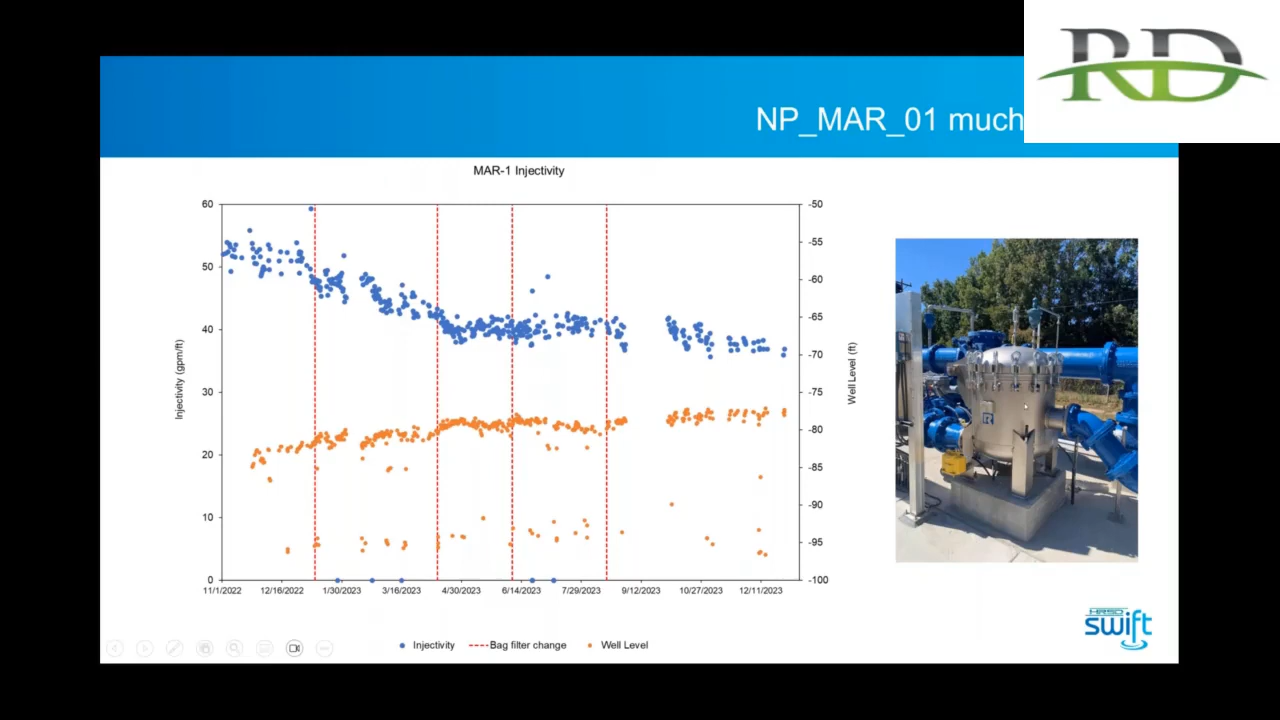 RD
NP_MAR_01 much
MAR-1 Injectivity
60
50
40
30
20
10
0
Injectivity (gpm/ft)
-50
-55
-60
-65
-70
-75
-80
-85
-90
-95
-100
Well Level (ft)
11/1/2022 12/16/2022 1/30/2023 3/16/2023 4/30/2023 6/14/2023 7/29/2023 9/12/2023 10/27/2023 12/11/2023
Injectivity Bag filter change Well Level
R
HRSD
swift